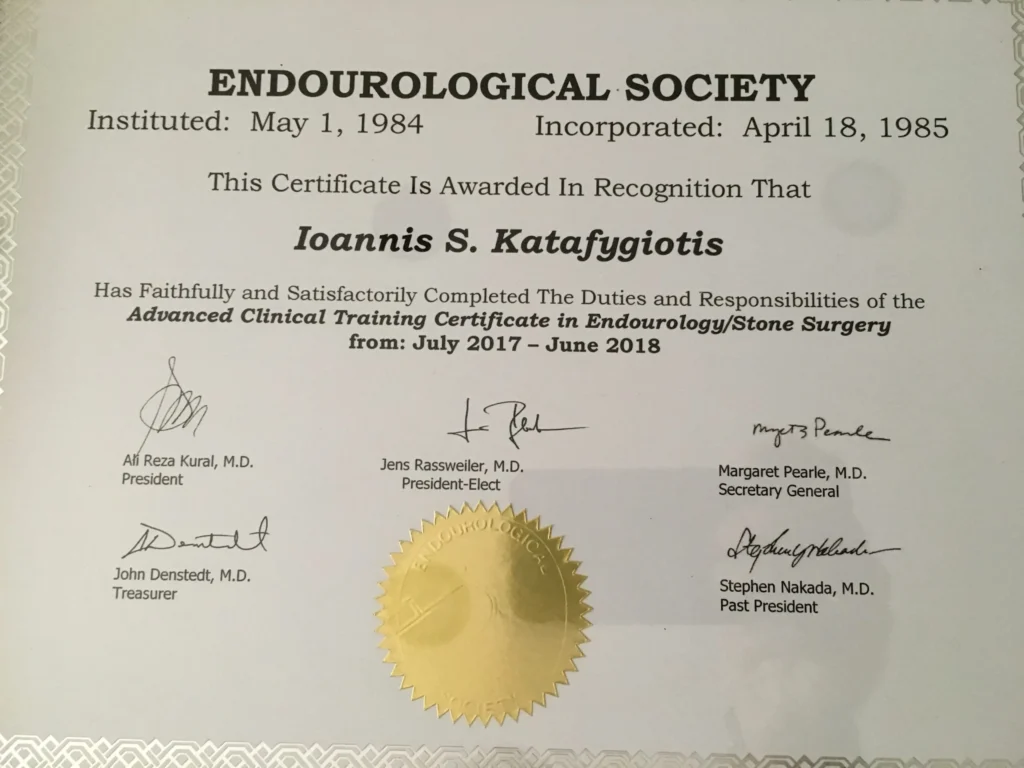 ENDOUROLOGICAL SOCIETY
Instituted: May 1, 1984 Incorporated: April 18, 1985
This Certificate Is Awarded In Recognition That
Ioannis S. Katafygiotis
Has Faithfully and Satisfactorily Completed The Duties and Responsibilities of the
Advanced Clinical Training Certificate in Endourology/Stone Surgery
from: July 2017 – June 2018
Ali Reza Kural, M.D.
President
Jens Rassweiler, M.D.
President-Elect
Margaret Pearle, M.D.
Secretary General
John Denstedt, M.D.
Treasurer
Stephen Nakada, M.D.
Past President
ENDOUROLOGICAL
SOCIETY